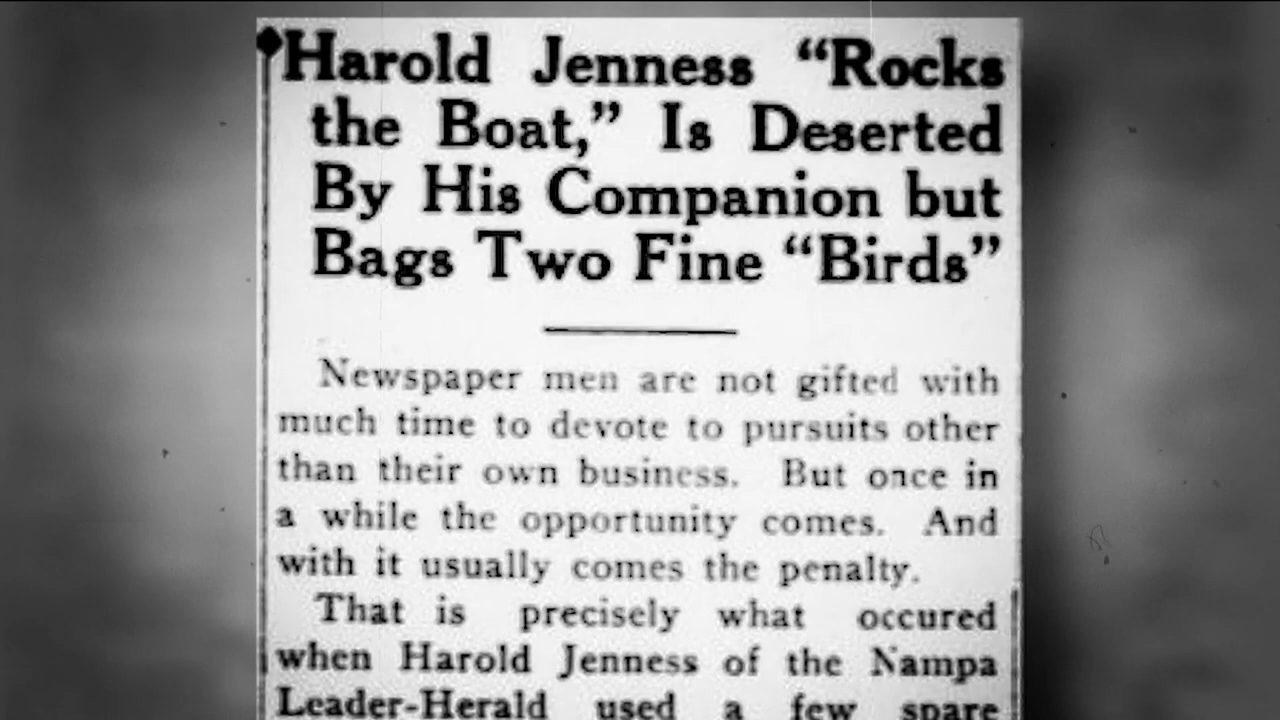 Harold Jenness “Rocks
the Boat,” Is Deserted
By His Companion but
Bags Two Fine “Birds”
Newspaper men are not gifted with
much time to devote to pursuits other
than their own business. But once in
a while the opportunity comes. And
with it usually comes the penalty.
That is precisely what occured
when Harold Jenness of the Nampa
Leader-Herald used a few spare